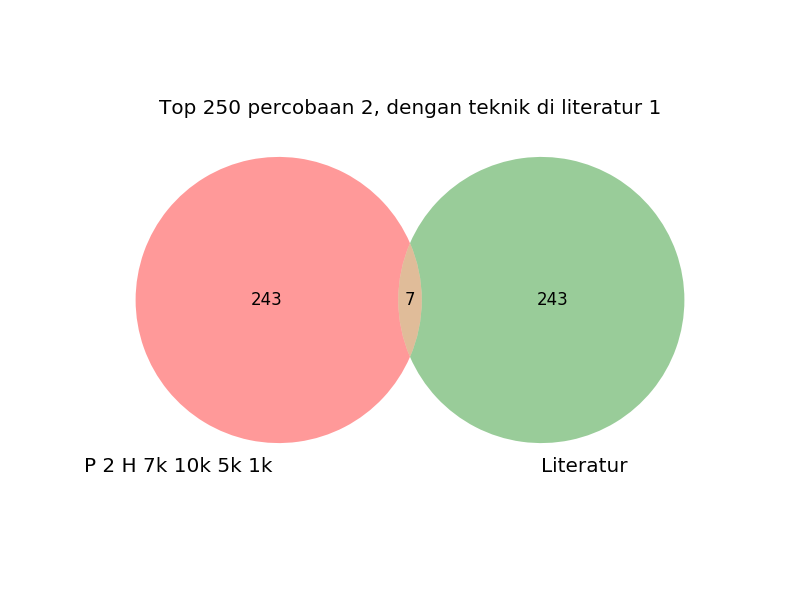 Top 250 percobaan 2, dengan teknik di literatur 1
243
7
243
P 2 H 7k 10k 5k 1k
Literatur